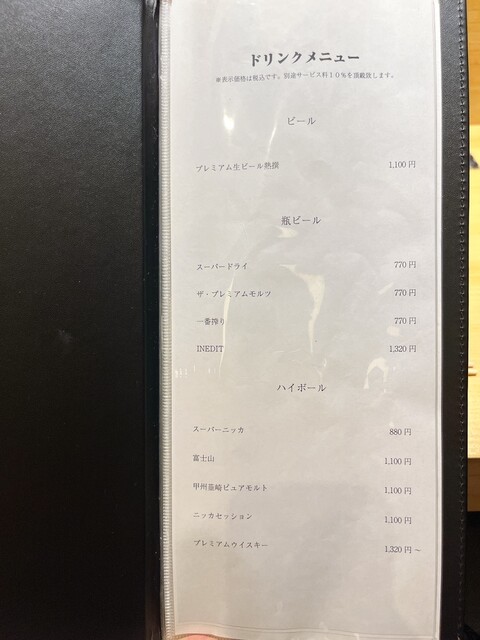 ドリンクメニュー
※表示価格は税込です。別途サービス料10%を頂戴致します。
ビール
プレミアム生ビール熟撰 1,100円
瓶ビール
スーパードライ 770円
ザ・プレミアムモルツ 770円
一番搾り 770円
INEDIT 1,320円
ハイボール
スーパーニッカ 880円
富士山 1,100円
甲州韮崎ピュアモルト 1,100円
ニッカセッション 1,100円
プレミアムウイスキー 1,320円～